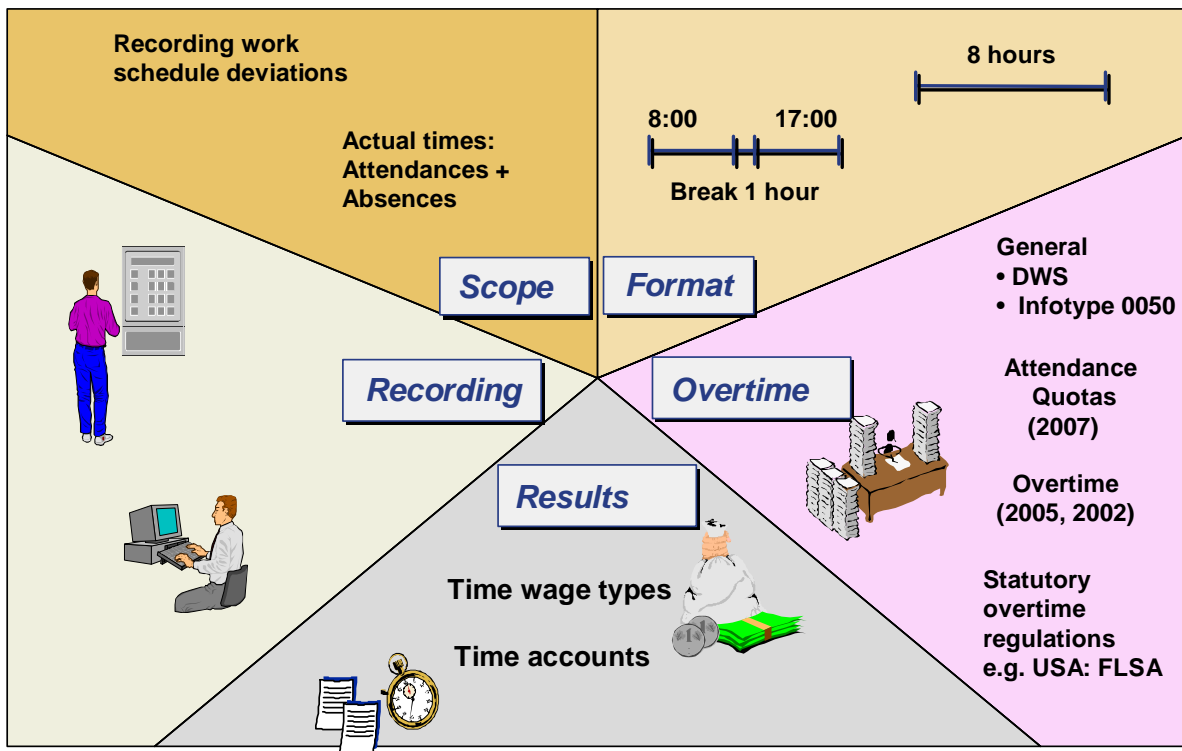 Recording work
schedule deviations
Actual times:
Attendances +
Absences
Scope
8 hours
8:00 17:00
Break 1 hour
Format
Recording
Overtime
General
• DWS
• Infotype 0050
Attendance
Quotas
(2007)
Overtime
(2005, 2002)
Statutory
overtime
regulations
e.g. USA: FLSA
Results
Time wage types
Time accounts